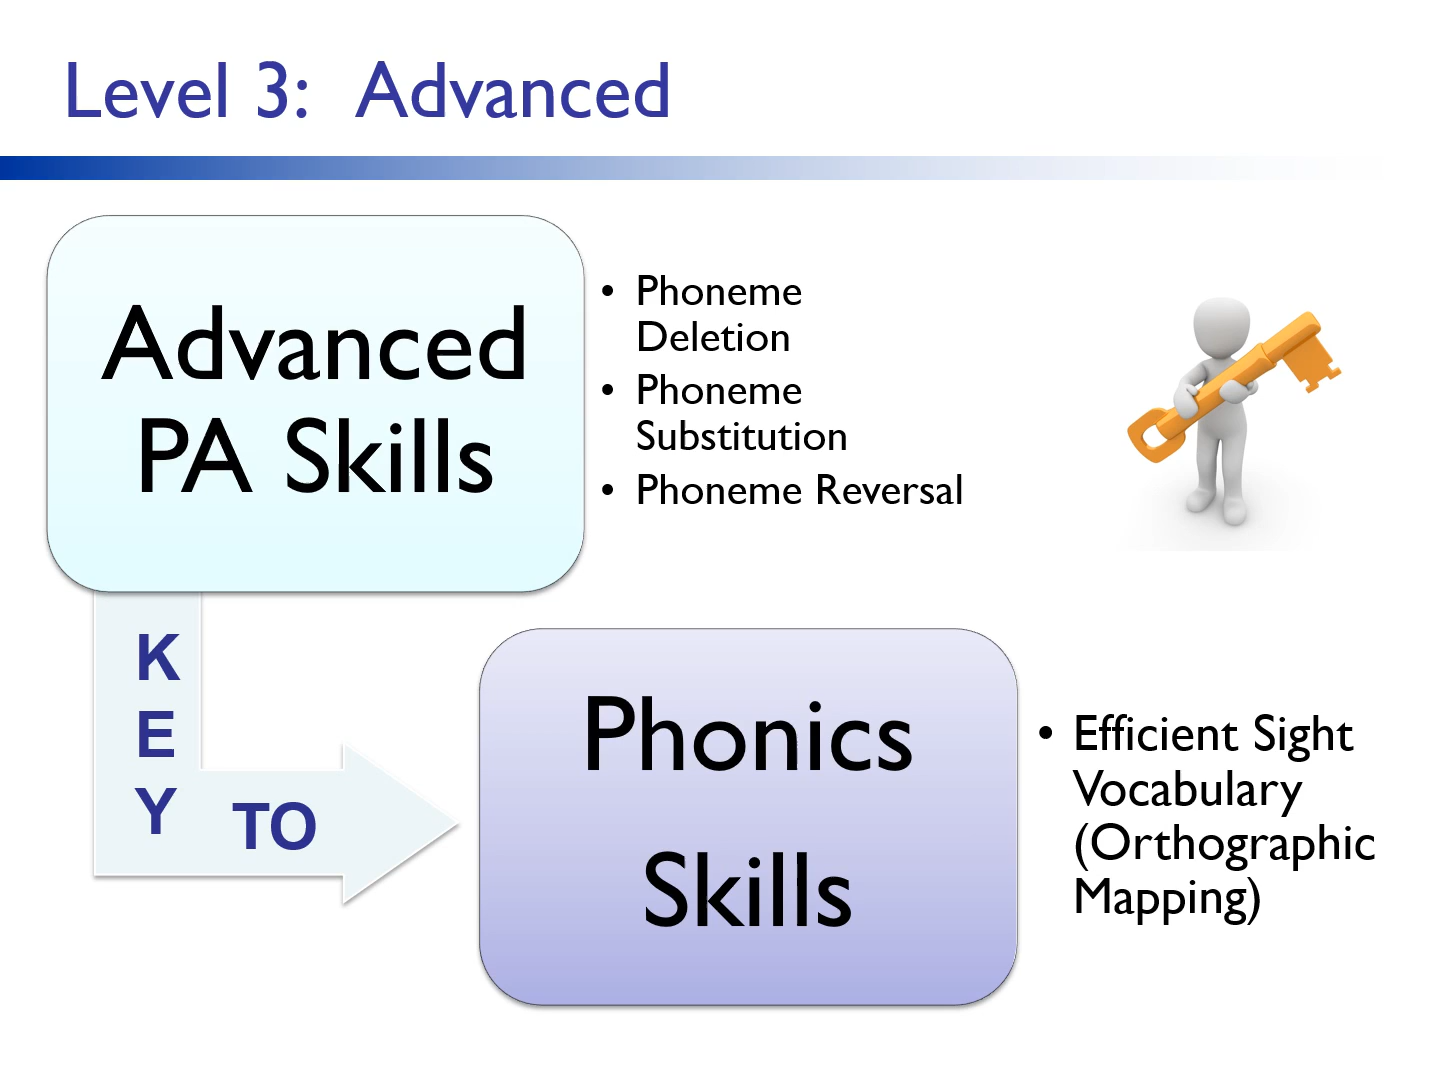 Level 3: Advanced
Advanced
PA Skills
• Phoneme
Deletion
• Phoneme
Substitution
• Phoneme Reversal
K
E
Y
TO
Phonics
Skills
• Efficient Sight
Vocabulary
(Orthographic
Mapping)